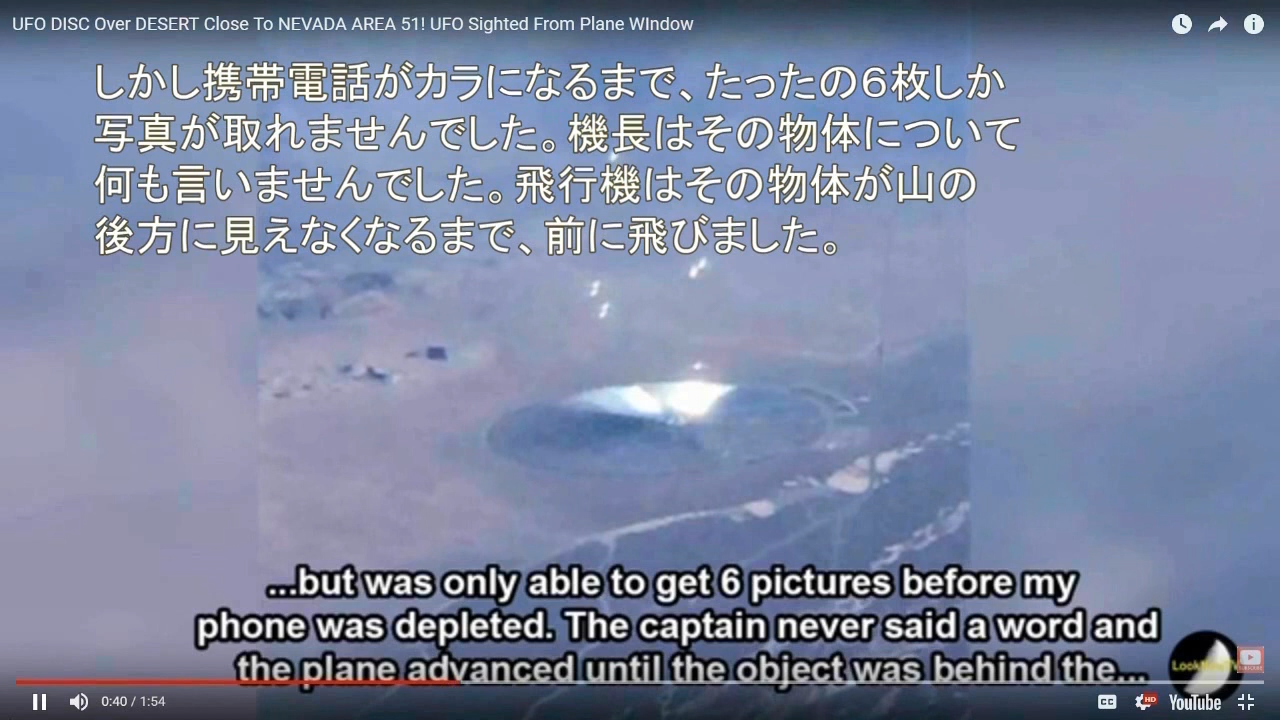 UFO DISC Over DESERT Close To NEVADA AREA 51! UFO Sighted From Plane WIndow
しかし携帯電話がカラになるまで、たったの６枚しか
写真が取れませんでした。機長はその物体について
何も言いませんでした。飛行機はその物体が山の
後方に見えなくなるまで、前に飛びました。
...but was only able to get 6 pictures before my
phone was depleted. The captain never said a word and
the plane advanced until the object was behind the...
0:40 / 1:54
CC
HD
YouTube